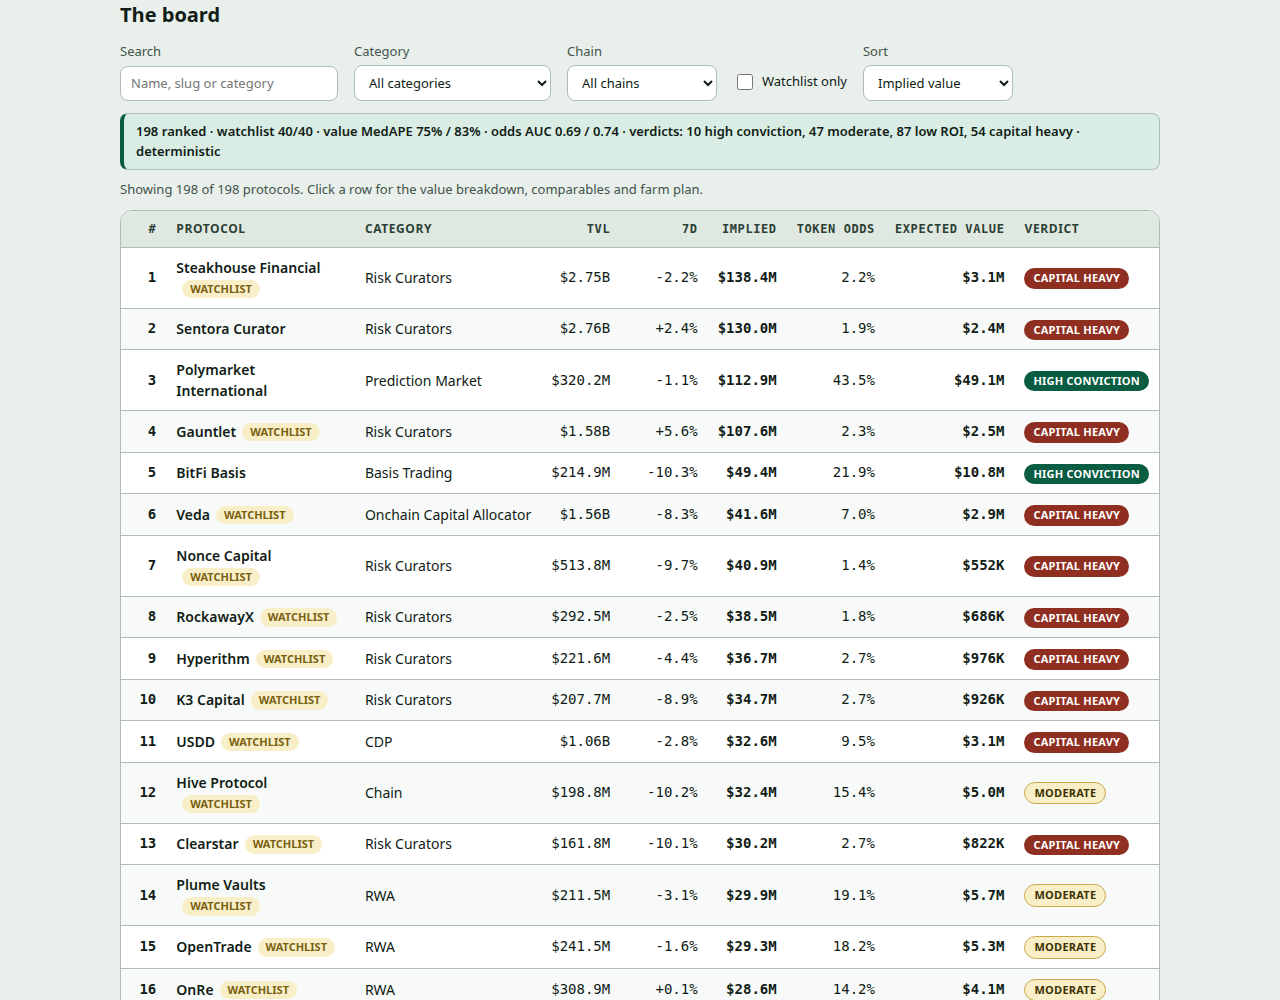 The board
Search Category Chain Sort
Name, slug or category All categories All chains Watchlist only Implied value
198 ranked · watchlist 40/40 · value MedAPE 75% / 83% · odds AUC 0.69 / 0.74 · verdicts: 10 high conviction, 47 moderate, 87 low ROI, 54 capital heavy ·
deterministic
Showing 198 of 198 protocols. Click a row for the value breakdown, comparables and farm plan.
# PROTOCOL CATEGORY TVL 7D IMPLIED TOKEN ODDS EXPECTED VALUE VERDICT
1 Steakhouse Financial WATCHLIST Risk Curators $2.75B -2.2% $138.4M 2.2% $3.1M CAPITAL HEAVY
2 Sentora Curator Risk Curators $2.76B +2.4% $130.0M 1.9% $2.4M CAPITAL HEAVY
3 Polymarket International Prediction Market $320.2M -1.1% $112.9M 43.5% $49.1M HIGH CONVICTION
4 Gauntlet WATCHLIST Risk Curators $1.58B +5.6% $107.6M 2.3% $2.5M CAPITAL HEAVY
5 BitFi Basis Basis Trading $214.9M -10.3% $49.4M 21.9% $10.8M HIGH CONVICTION
6 Veda WATCHLIST Onchain Capital Allocator $1.56B -8.3% $41.6M 7.0% $2.9M CAPITAL HEAVY
7 Nonce Capital WATCHLIST Risk Curators $513.8M -9.7% $40.9M 1.4% $552K CAPITAL HEAVY
8 RockawayX WATCHLIST Risk Curators $292.5M -2.5% $38.5M 1.8% $686K CAPITAL HEAVY
9 Hyperithm WATCHLIST Risk Curators $221.6M -4.4% $36.7M 2.7% $976K CAPITAL HEAVY
10 K3 Capital WATCHLIST Risk Curators $207.7M -8.9% $34.7M 2.7% $926K CAPITAL HEAVY
11 USDD WATCHLIST CDP $1.06B -2.8% $32.6M 9.5% $3.1M CAPITAL HEAVY
12 Hive Protocol WATCHLIST Chain $198.8M -10.2% $32.4M 15.4% $5.0M MODERATE
13 Clearstar WATCHLIST Risk Curators $161.8M -10.1% $30.2M 2.7% $822K CAPITAL HEAVY
14 Plume Vaults WATCHLIST RWA $211.5M -3.1% $29.9M 19.1% $5.7M MODERATE
15 OpenTrade WATCHLIST RWA $241.5M -1.6% $29.3M 18.2% $5.3M MODERATE
16 OnRe WATCHLIST RWA $308.9M +0.1% $28.6M 14.2% $4.1M MODERATE